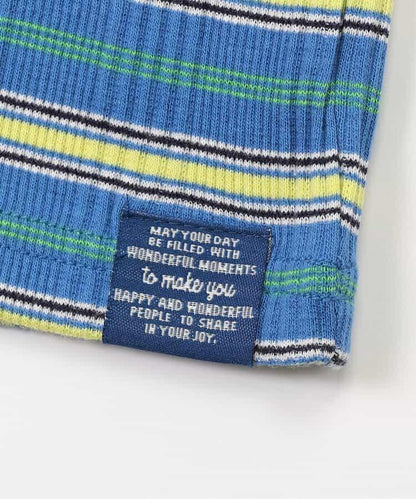 MAY YOUR DAY
BE FILLED WITH
WONDERFUL MOMENTS
to make you
HAPPY AND WONDERFUL
PEOPLE TO SHARE
IN YOUR JOY.